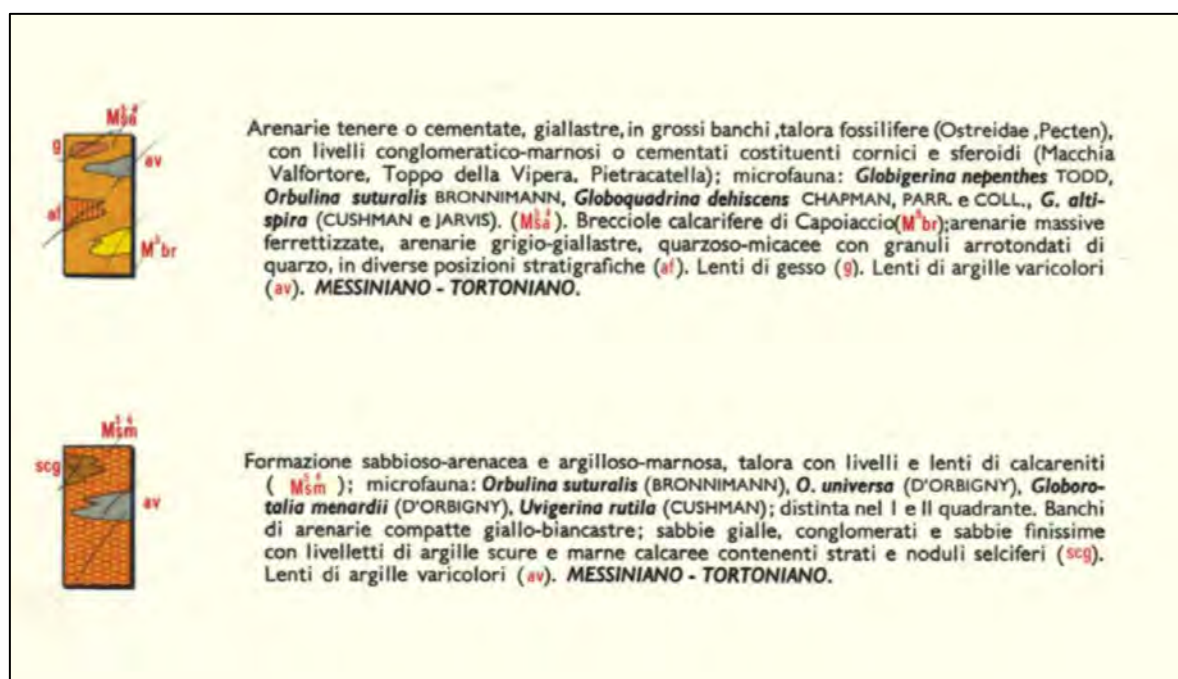 M⁵⁻⁴sa
g
av
af
M⁵br
Arenarie tenere o cementate, giallastre, in grossi banchi ,talora fossilifere (Ostreidae ,Pecten),
con livelli conglomeratico-marnosi o cementati costituenti cornici e sferoidi (Macchia
Valfortore, Toppo della Vipera, Pietracatella); microfauna: Globigerina nepenthes TODD,
Orbulina suturalis BRONNIMANN, Globoquadrina dehiscens CHAPMAN, PARR. e COLL., G. alti-
spira (CUSHMAN e JARVIS). (M⁵⁻⁴sa). Brecciole calcarifere di Capoiaccio(M⁵br);arenarie massive
ferrettizzate, arenarie grigio-giallastre, quarzoso-micacee con granuli arrotondati di
quarzo, in diverse posizioni stratigrafiche (af). Lenti di gesso (g). Lenti di argille varicolori
(av). MESSINIANO - TORTONIANO.
M⁵⁻⁴sm
scg
av
Formazione sabbioso-arenacea e argilloso-marnosa, talora con livelli e lenti di calcareniti
( M⁵⁻⁴sm ); microfauna: Orbulina suturalis (BRONNIMANN), O. universa (D'ORBIGNY), Globoro-
talia menardii (D'ORBIGNY), Uvigerina rutila (CUSHMAN); distinta nel I e II quadrante. Banchi
di arenarie compatte giallo-biancastre; sabbie gialle, conglomerati e sabbie finissime
con livelletti di argille scure e marne calcaree contenenti strati e noduli selciferi (scg).
Lenti di argille varicolori (av). MESSINIANO - TORTONIANO.